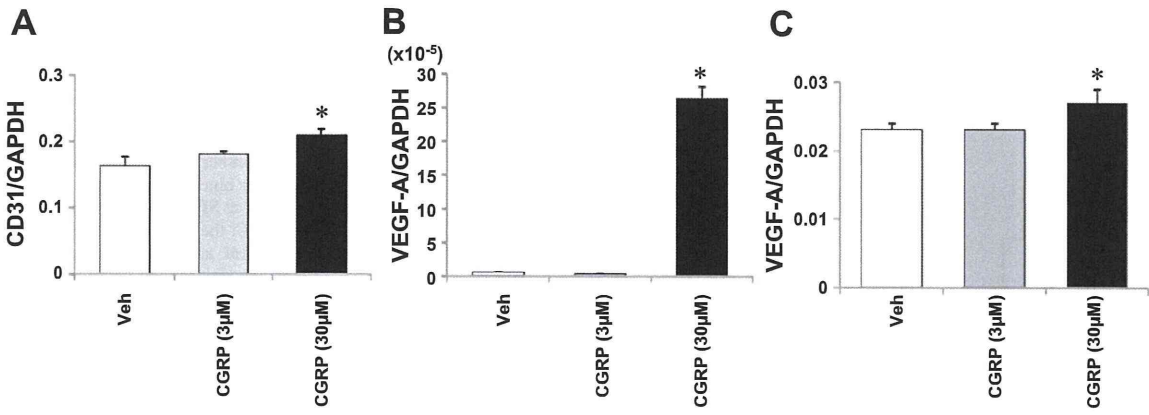 A
CD31/GAPDH
0.3
0.2
0.1
0
*
Veh
CGRP (3µM)
CGRP (30µM)
B
(x10-5)
VEGF-A/GAPDH
30
25
20
15
10
5
0
*
Veh
CGRP (3µM)
CGRP (30µM)
C
VEGF-A/GAPDH
0.03
0.02
0.01
0
*
Veh
CGRP (3µM)
CGRP (30µM)